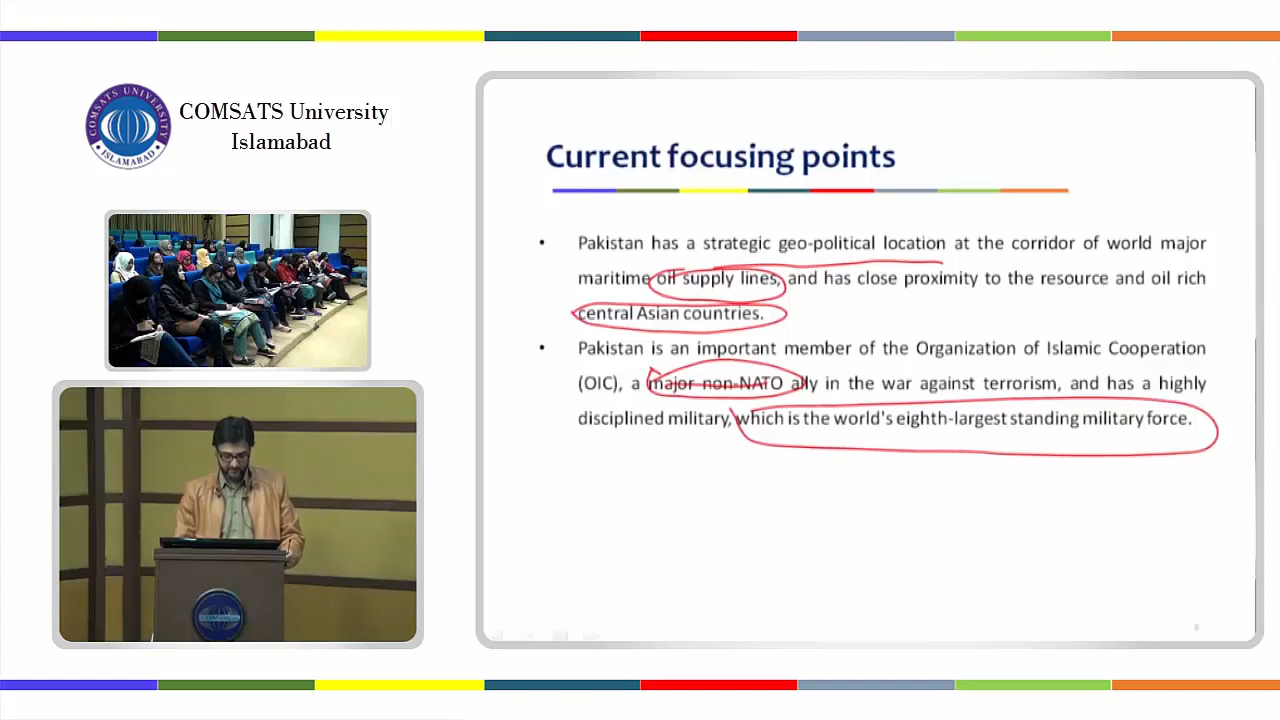 COMSATS University
Islamabad
COMSATS UNIVERSITY
ISLAMABAD
Current focusing points
• Pakistan has a strategic geo-political location at the corridor of world major
maritime oil supply lines, and has close proximity to the resource and oil rich
central Asian countries.
• Pakistan is an important member of the Organization of Islamic Cooperation
(OIC), a major non-NATO ally in the war against terrorism, and has a highly
disciplined military, which is the world's eighth-largest standing military force.